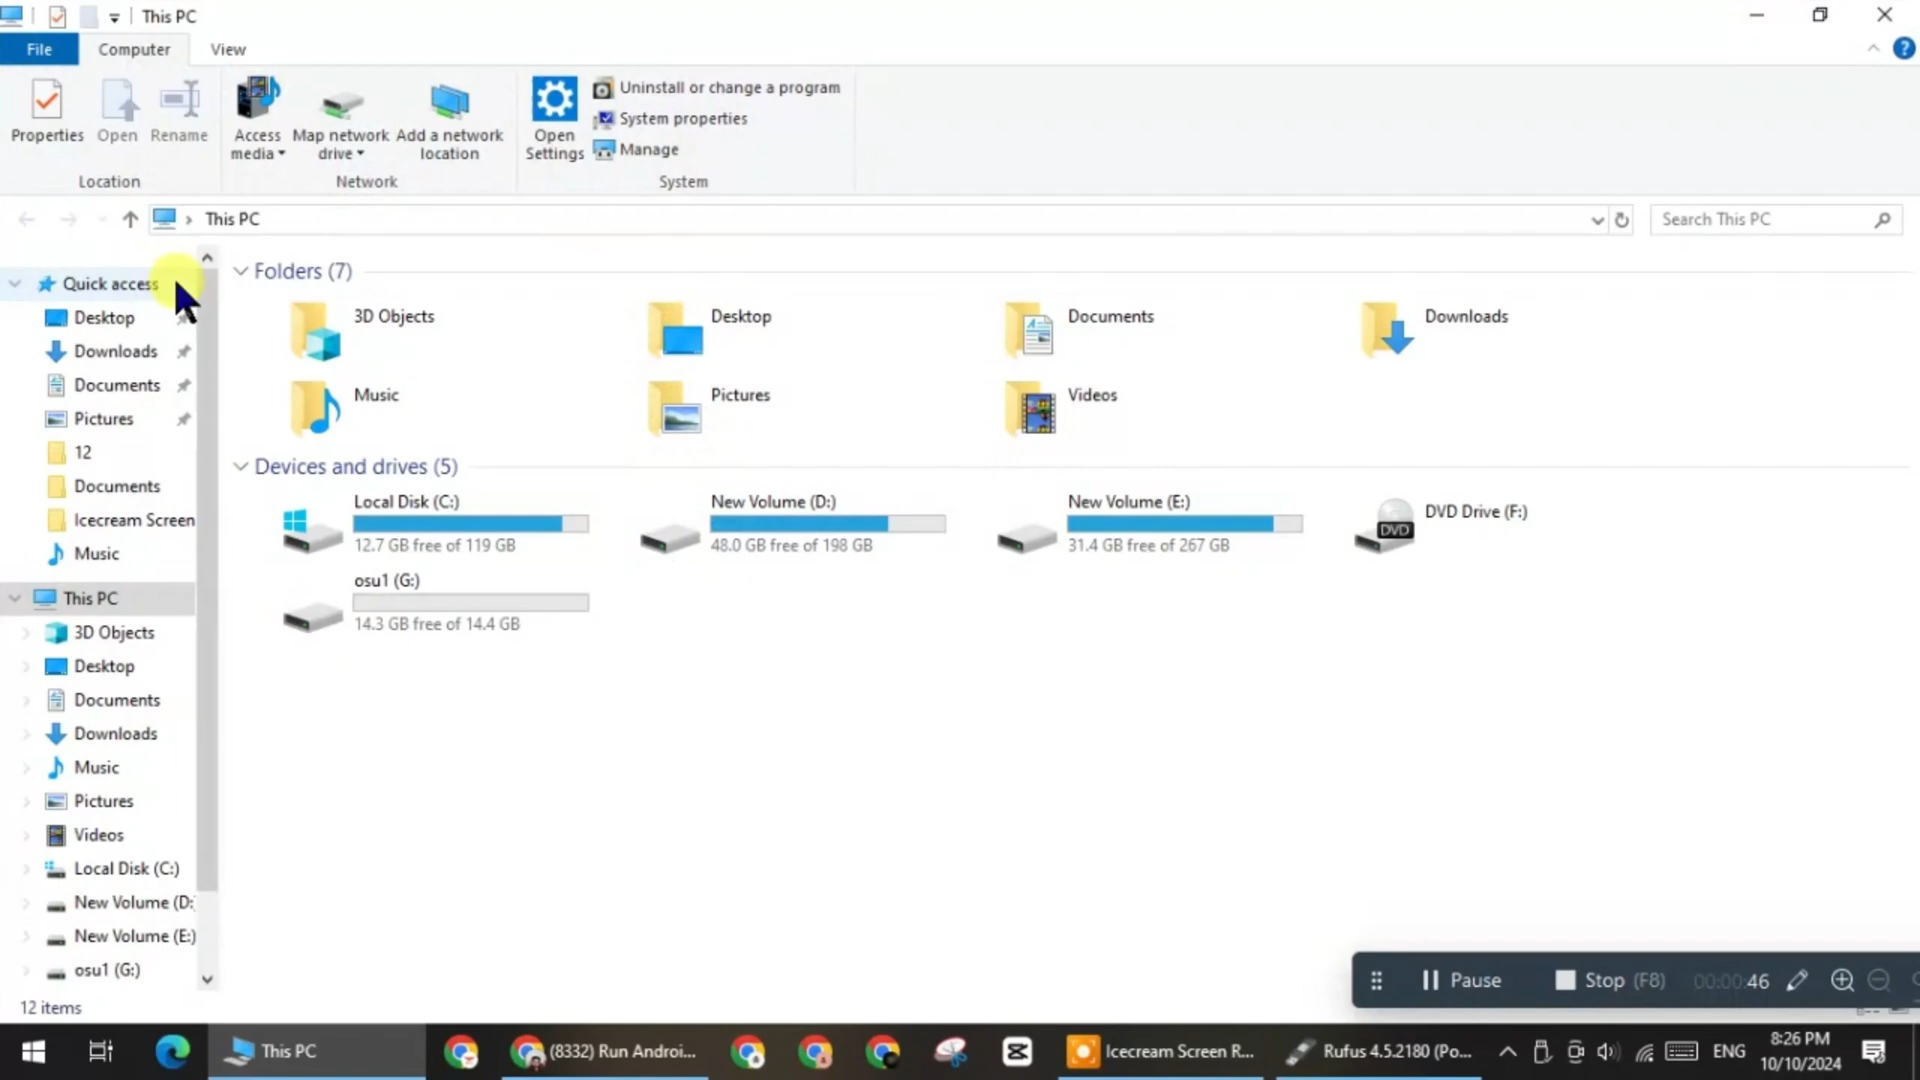 This PC
File
Computer
View
Properties
Open
Rename
Access media
Map network drive
Add a network location
Open Settings
Uninstall or change a program
System properties
Manage
Location
Network
System
This PC
Search This PC
Quick access
Desktop
Downloads
Documents
Pictures
12
Documents
Icecream Screen
Music
This PC
3D Objects
Desktop
Documents
Downloads
Music
Pictures
Videos
Local Disk (C:)
New Volume (D:
New Volume (E:)
osu1 (G:)
Folders (7)
3D Objects
Desktop
Documents
Downloads
Music
Pictures
Videos
Devices and drives (5)
Local Disk (C:)
12.7 GB free of 119 GB
New Volume (D:)
48.0 GB free of 198 GB
New Volume (E:)
31.4 GB free of 267 GB
DVD
DVD Drive (F:)
osu1 (G:)
14.3 GB free of 14.4 GB
Pause
Stop (F8)
00:00:46
12 items
This PC
(8332) Run Androi...
Icecream Screen R...
Rufus 4.5.2180 (Po...
ENG
8:26 PM
10/10/2024